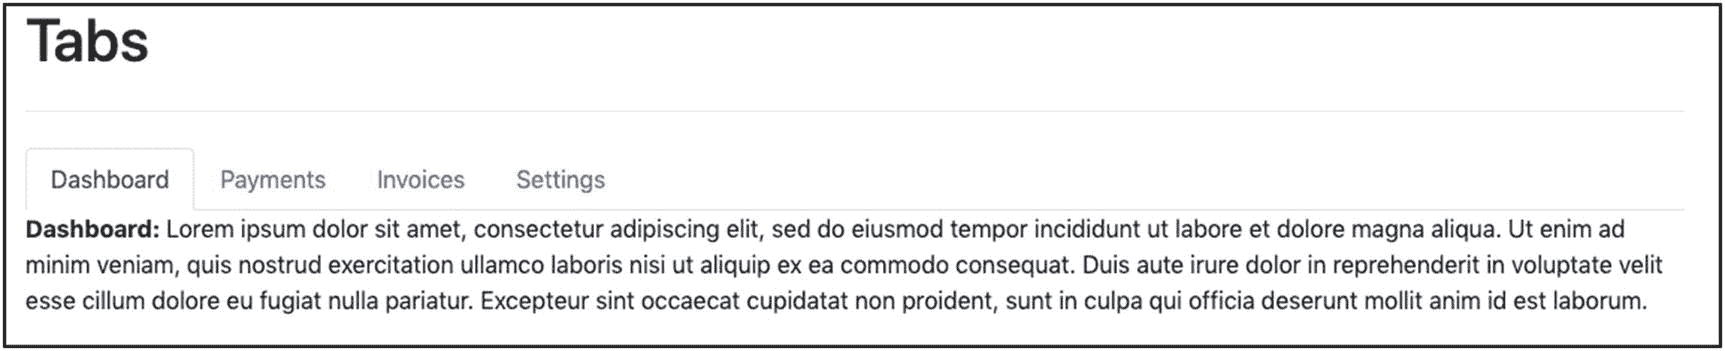 Tabs
Dashboard Payments Invoices Settings
Dashboard: Lorem ipsum dolor sit amet, consectetur adipiscing elit, sed do eiusmod tempor incididunt ut labore et dolore magna aliqua. Ut enim ad
minim veniam, quis nostrud exercitation ullamco laboris nisi ut aliquip ex ea commodo consequat. Duis aute irure dolor in reprehenderit in voluptate velit
esse cillum dolore eu fugiat nulla pariatur. Excepteur sint occaecat cupidatat non proident, sunt in culpa qui officia deserunt mollit anim id est laborum.